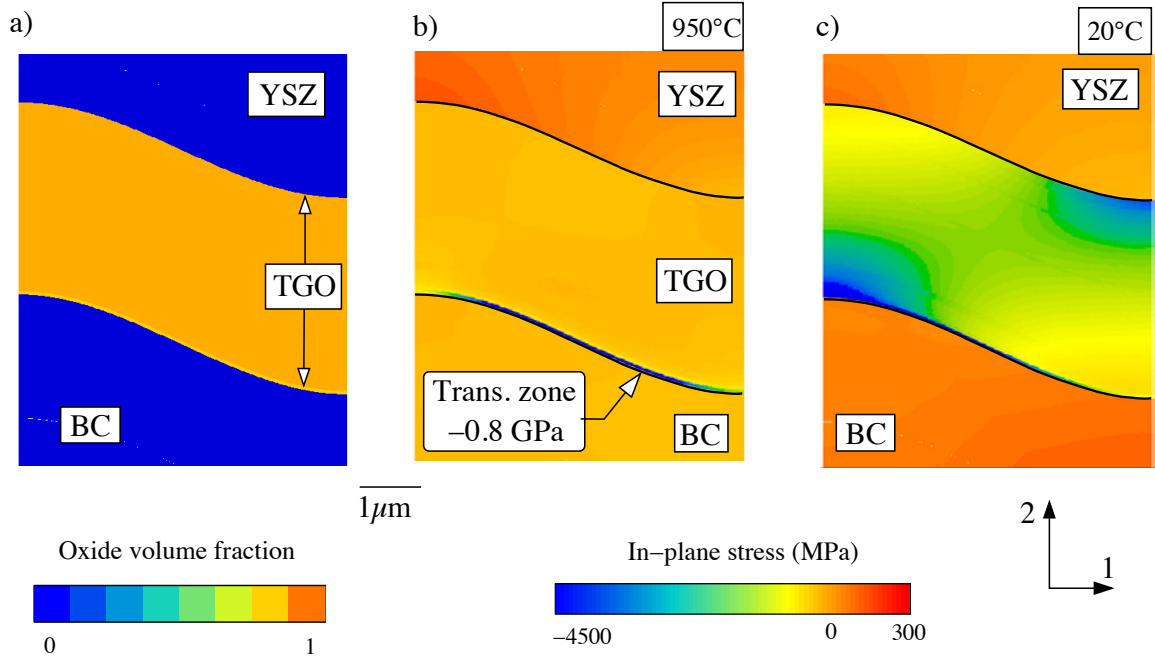 a)
b)
950°C
c)
20°C
YSZ
YSZ
YSZ
TGO
TGO
Trans. zone
–0.8 GPa
BC
BC
BC
1μm
2
1
Oxide volume fraction
0
1
In–plane stress (MPa)
–4500
0
300